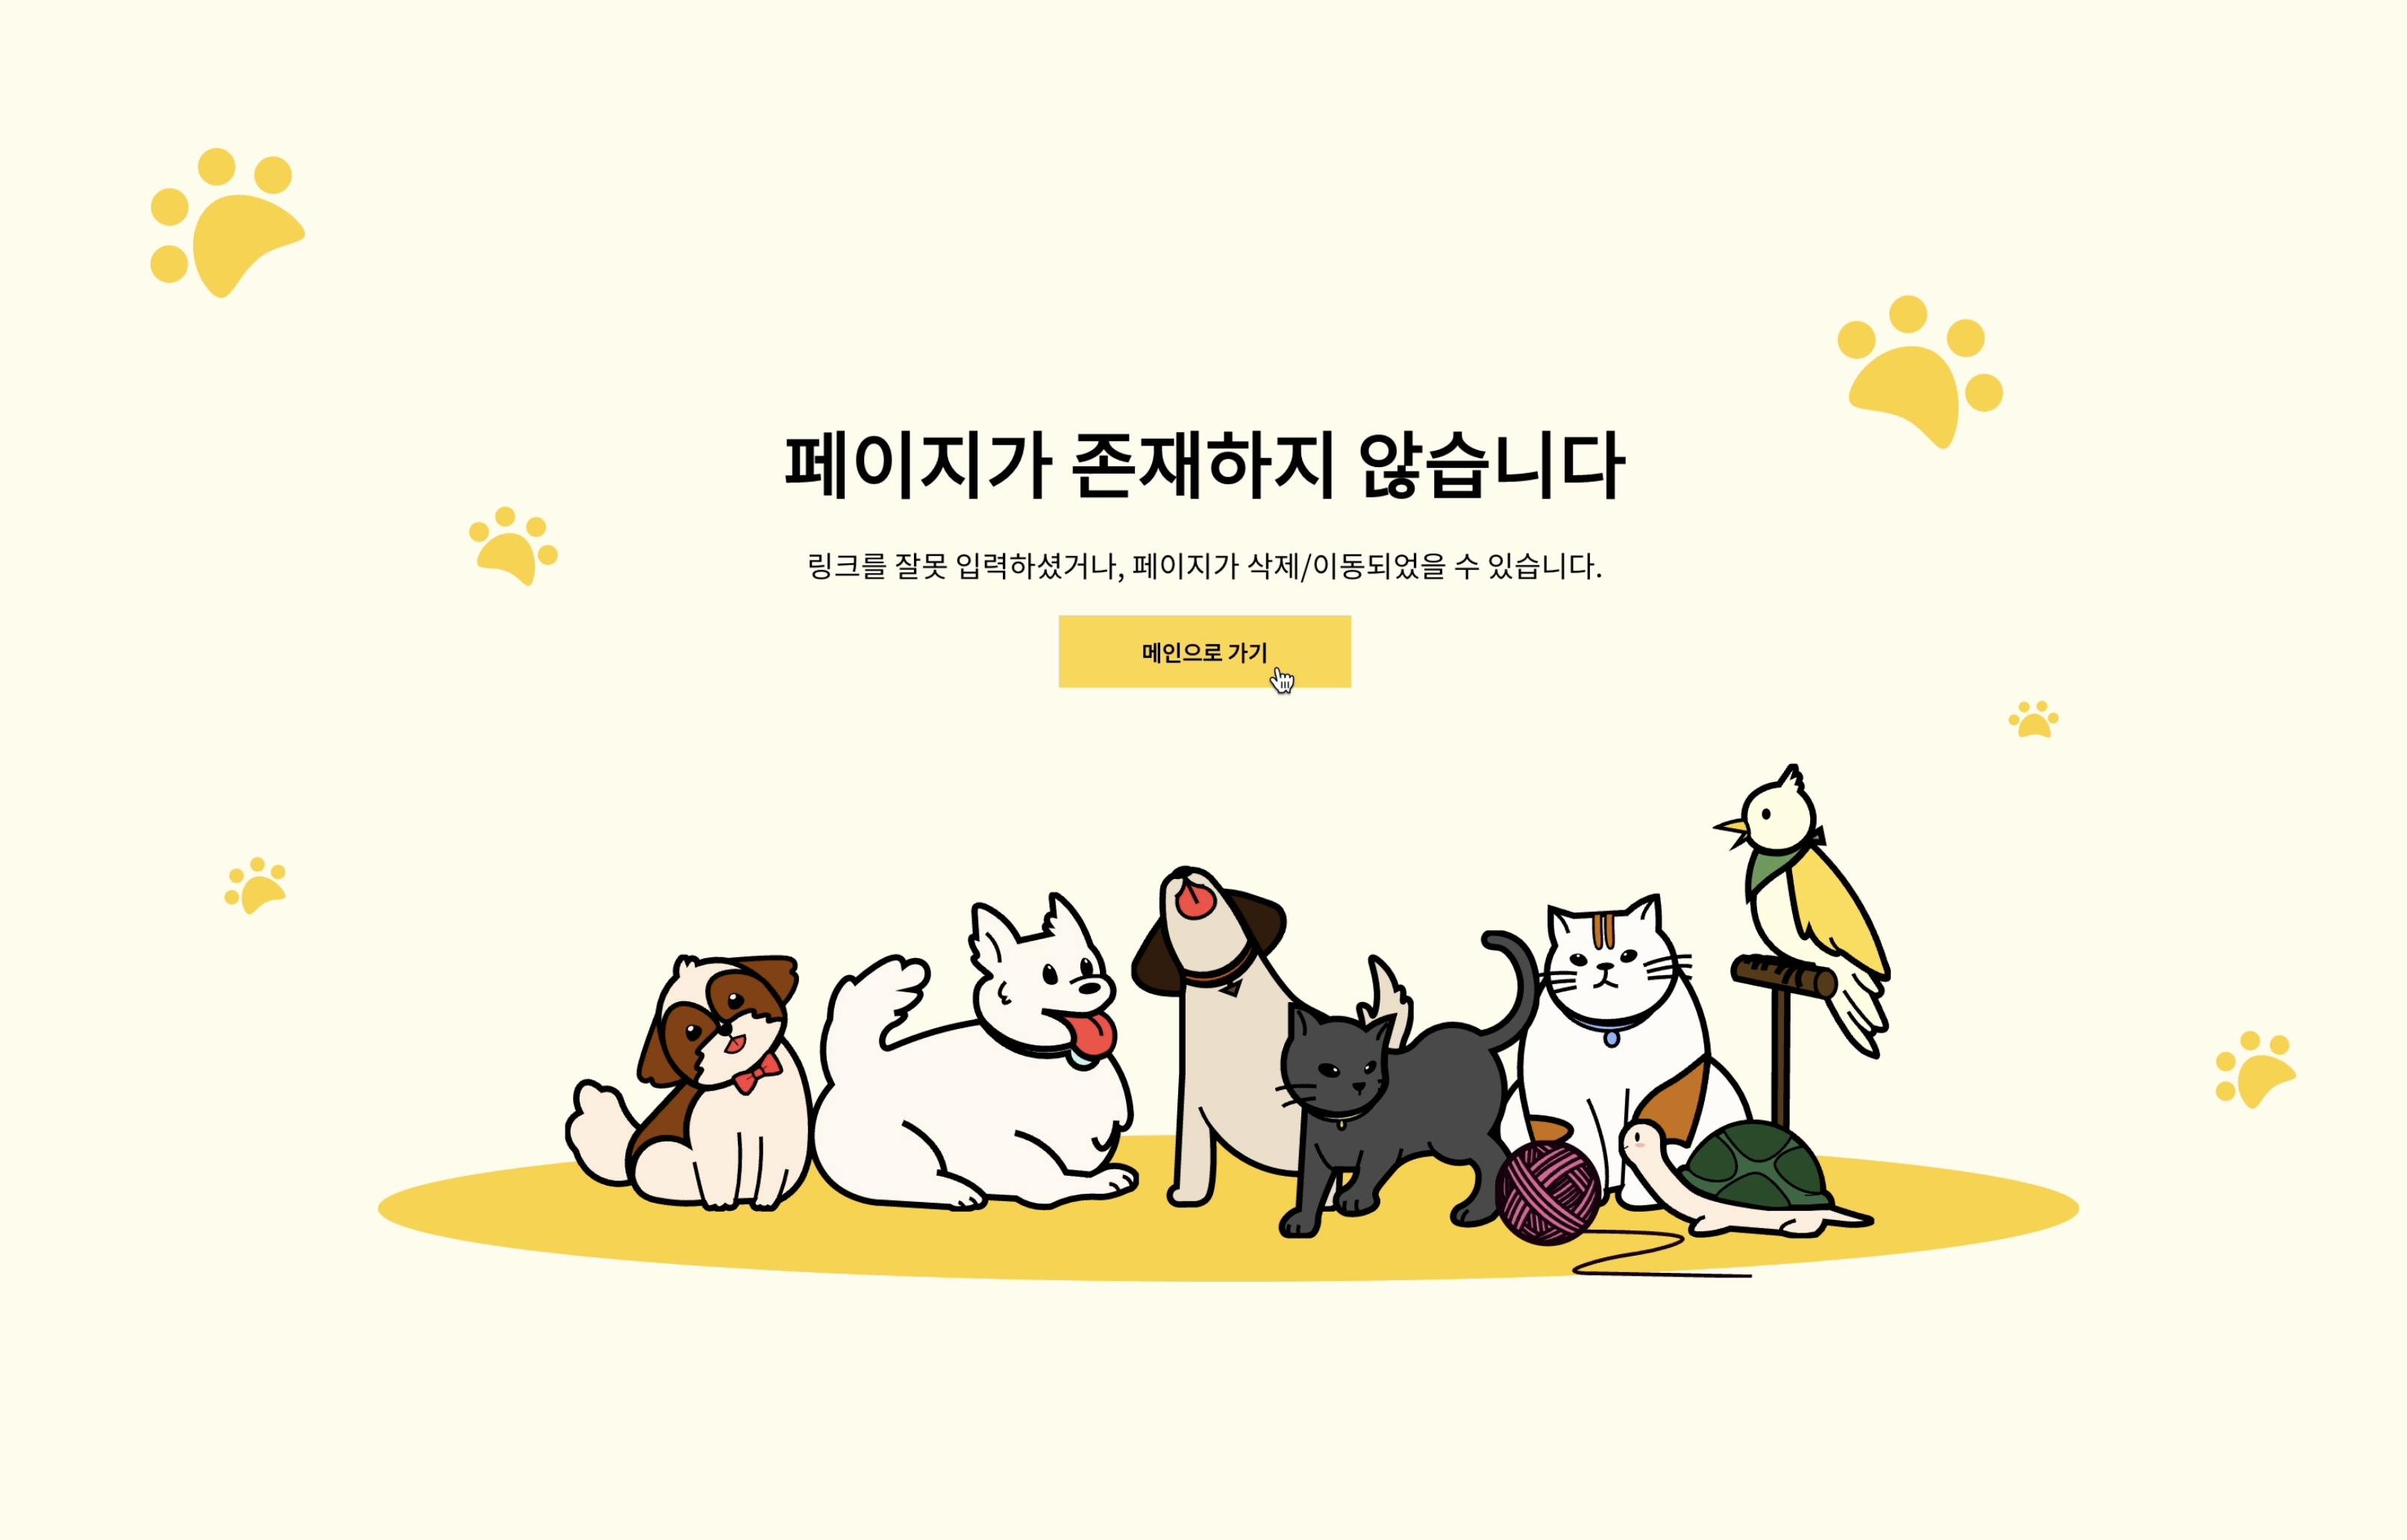 페이지가 존재하지 않습니다
링크를 잘못 입력하셨거나, 페이지가 삭제/이동되었을 수 있습니다.
메인으로 가기